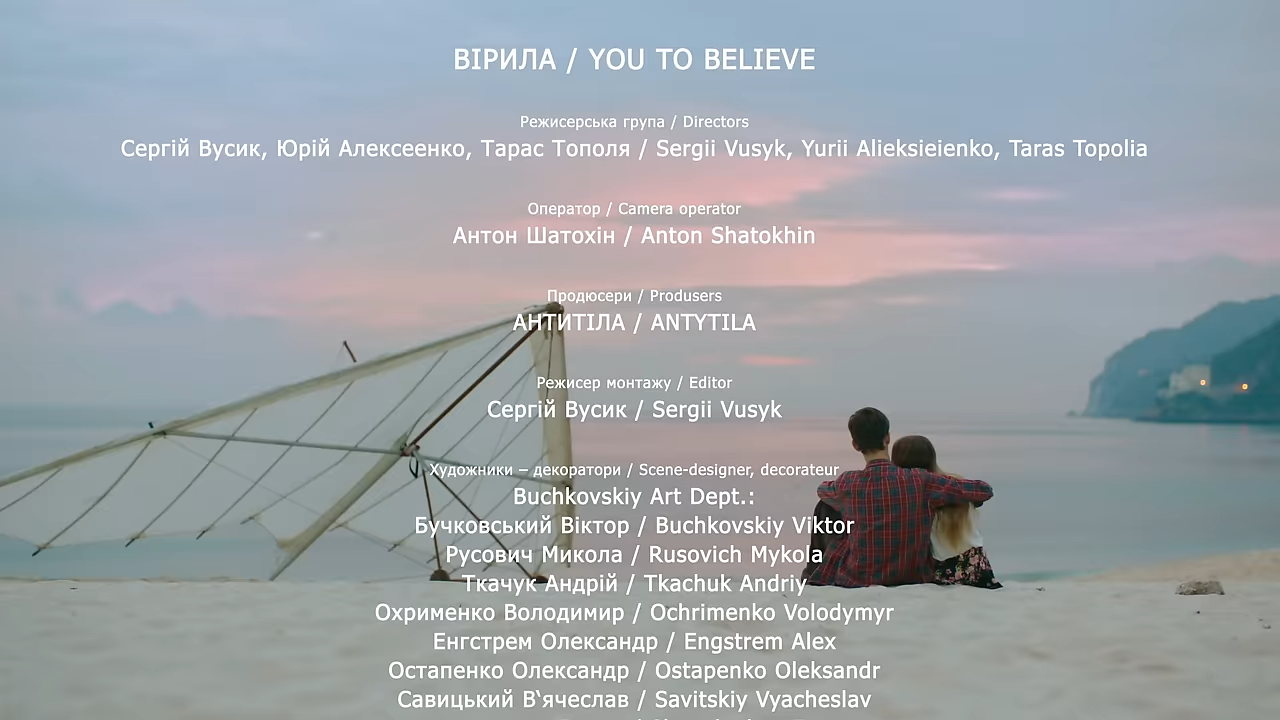 ВІРИЛА / YOU TO BELIEVE
Режисерська група / Directors
Сергій Вусик, Юрій Алексеенко, Тарас Тополя / Sergii Vusyk, Yurii Alieksieienko, Taras Topolia
Оператор / Camera operator
Антон Шатохін / Anton Shatokhin
Продюсери / Produsers
АНТИТІЛА / ANTYTILA
Режисер монтажу / Editor
Сергій Вусик / Sergii Vusyk
Художники – декоратори / Scene-designer, decorateur
Buchkovskiy Art Dept.:
Бучковський Віктор / Buchkovskiy Viktor
Русович Микола / Rusovich Mykola
Ткачук Андрій / Tkachuk Andriy
Охрименко Володимир / Ochrimenko Volodymyr
Енгстрем Олександр / Engstrem Alex
Остапенко Олександр / Ostapenko Oleksandr
Савицький В‛ячеслав / Savitskiy Vyacheslav